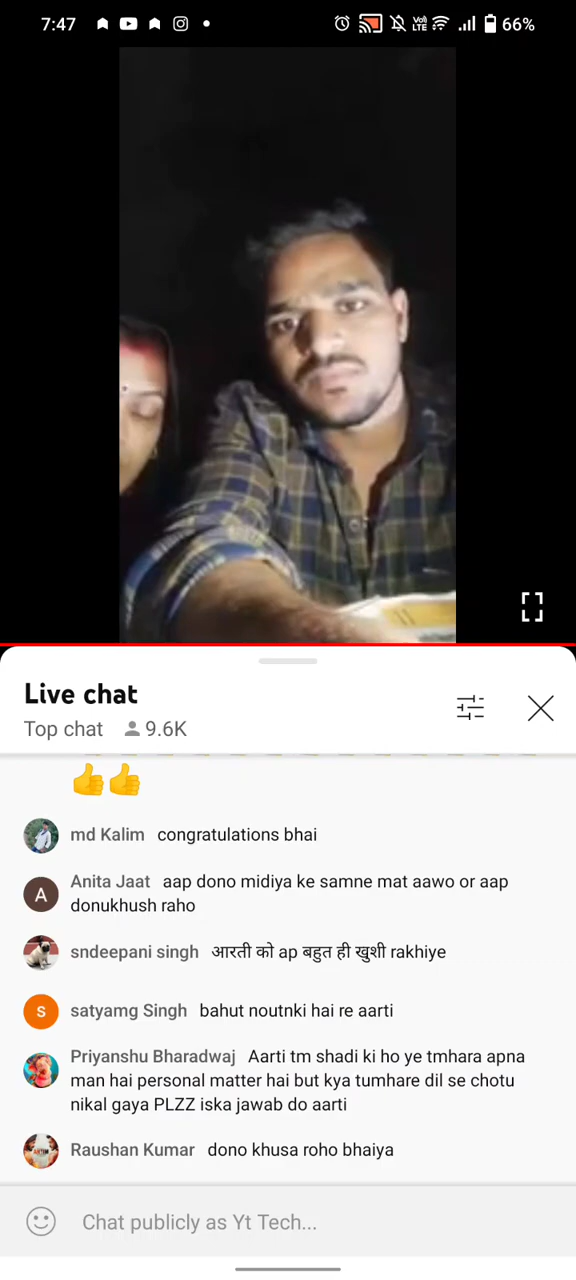 7:47
Vo)
LTE
66%
Live chat
Top chat 9.6K
md Kalim congratulations bhai
A
Anita Jaat aap dono midiya ke samne mat aawo or aap
donukhush raho
sndeepani singh आरती को ap बहुत ही खुशी rakhiye
S
satyamg Singh bahut noutnki hai re aarti
Priyanshu Bharadwaj Aarti tm shadi ki ho ye tmhara apna
man hai personal matter hai but kya tumhare dil se chotu
nikal gaya PLZZ iska jawab do aarti
Raushan Kumar dono khusa roho bhaiya
Chat publicly as Yt Tech...